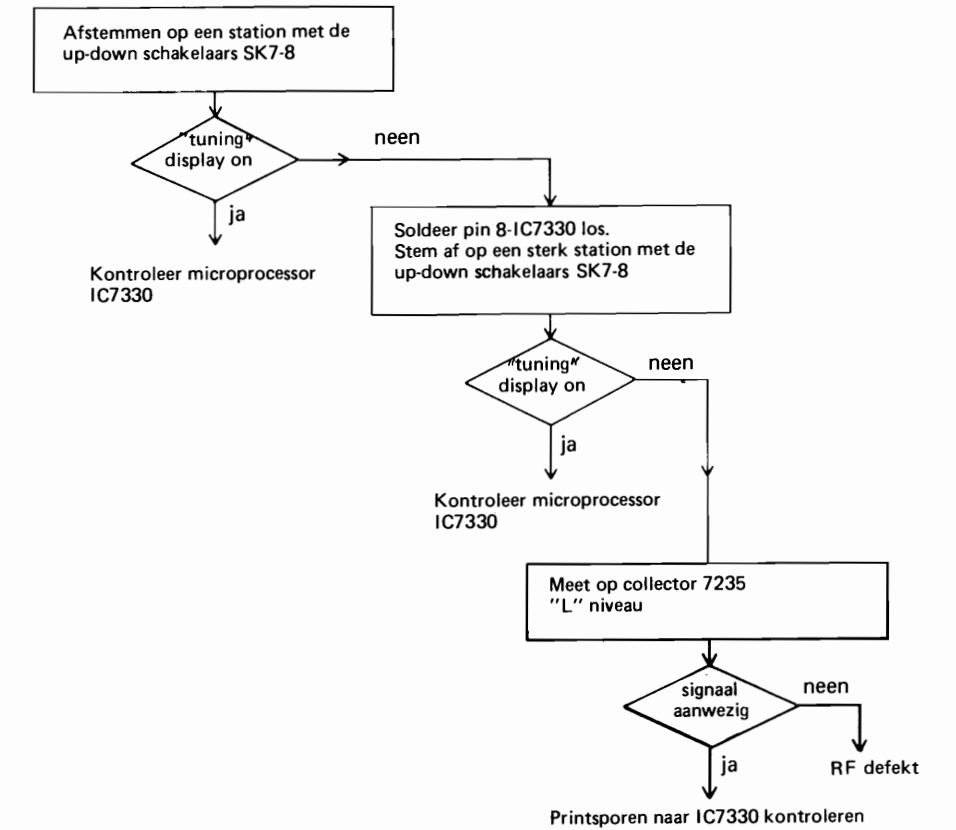 Afstemmen op een station met de
up-down schakelaars SK7-8
"tuning"
display on
neen
ja
Kontroleer microprocessor
IC7330
Soldeer pin 8-IC7330 los.
Stem af op een sterk station met de
up-down schakelaars SK7-8
"tuning"
display on
neen
ja
Kontroleer microprocessor
IC7330
Meet op collector 7235
"L" niveau
signaal
aanwezig
neen
ja
RF defekt
Printsporen naar IC7330 kontroleren